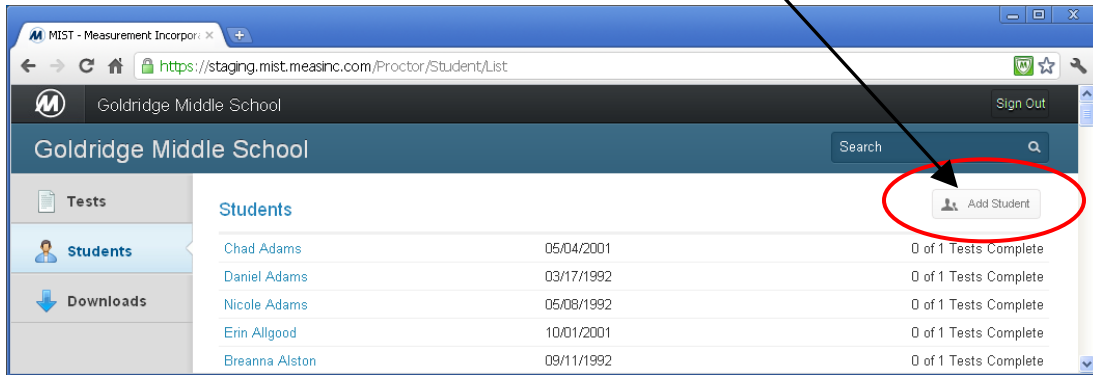 MIST - Measurement Incorpor
https://staging.mist.measinc.com/Proctor/Student/List
Goldridge Middle School Sign Out
Goldridge Middle School Search
Tests
Students
Downloads
Students Add Student
Chad Adams 05/04/2001 0 of 1 Tests Complete
Daniel Adams 03/17/1992 0 of 1 Tests Complete
Nicole Adams 05/08/1992 0 of 1 Tests Complete
Erin Allgood 10/01/2001 0 of 1 Tests Complete
Breanna Alston 09/11/1992 0 of 1 Tests Complete